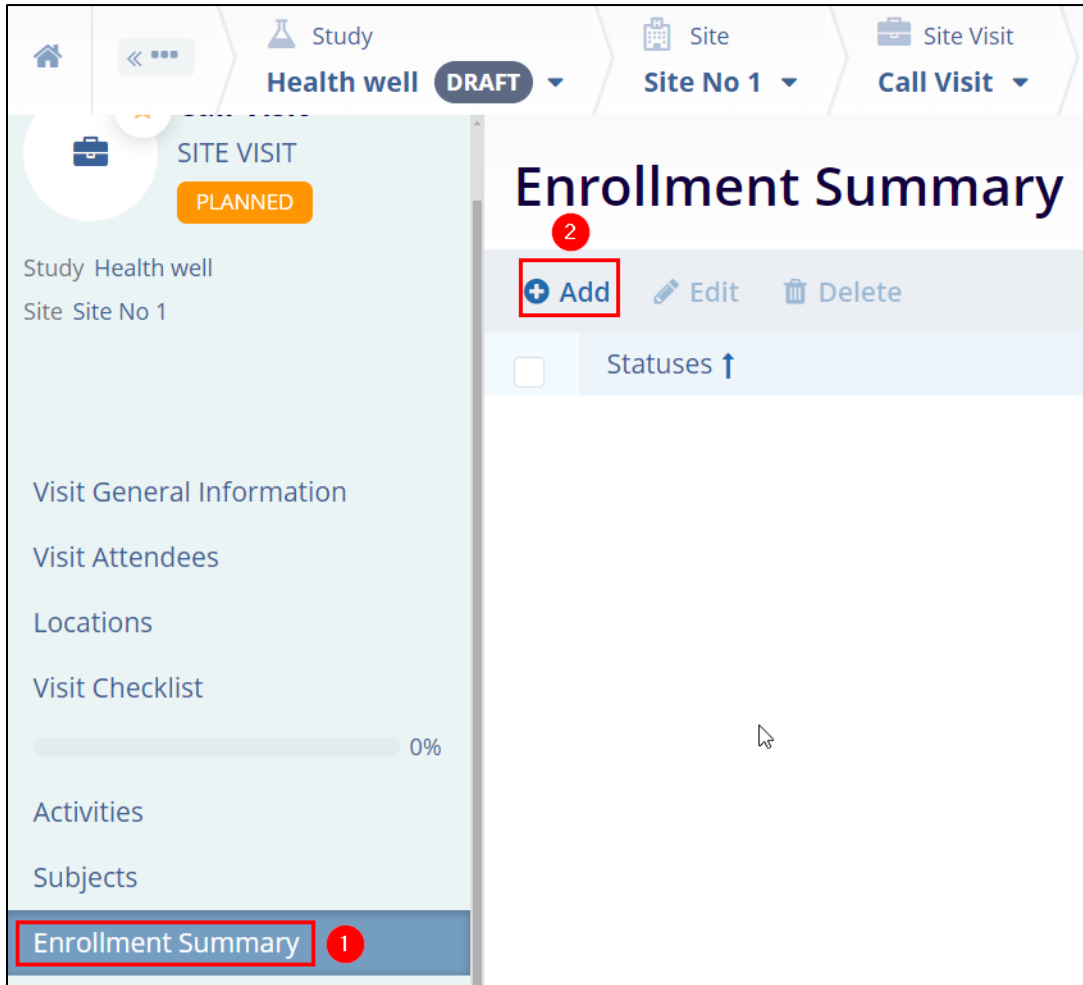 Study
Site
Site Visit
Health well DRAFT
Site No 1
Call Visit
SITE VISIT
PLANNED
Study Health well
Site Site No 1
Visit General Information
Visit Attendees
Locations
Visit Checklist
0%
Activities
Subjects
Enrollment Summary 1
Enrollment Summary
2
Add Edit Delete
Statuses